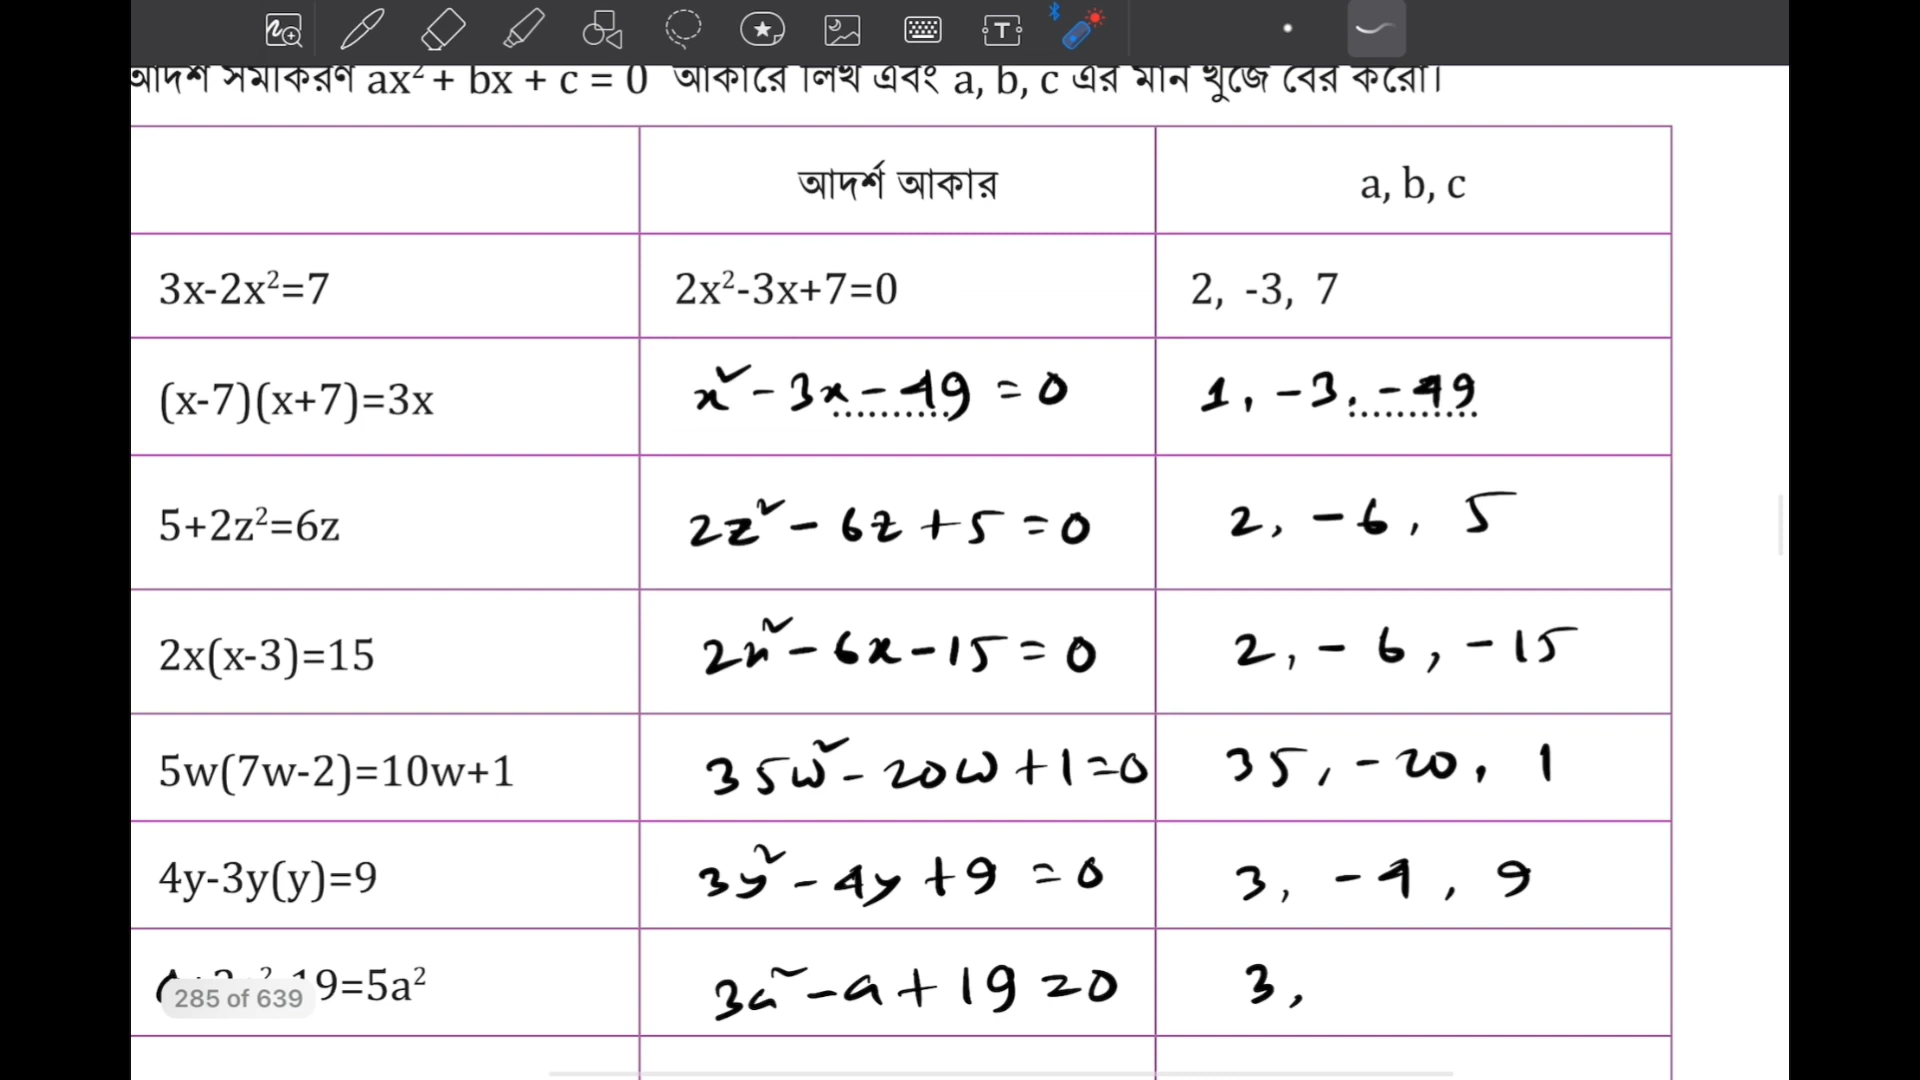 আদর্শ সমীকরণ ax² + bx + c = 0 আকারে লিখ এবং a, b, c এর মান খুঁজে বের করো।
আদর্শ আকার a, b, c
3x-2x²=7 2x²-3x+7=0 2, -3, 7
(x-7)(x+7)=3x x² - 3x - 49 = 0 1, -3, -49
5+2z²=6z 2z² - 6z + 5 = 0 2, - 6, 5
2x(x-3)=15 2x² - 6x - 15 = 0 2, - 6, - 15
5w(7w-2)=10w+1 35w² - 20w + 1 = 0 35, - 20, 1
4y-3y(y)=9 3y² - 4y + 9 = 0 3, - 4, 9
19=5a² 3a² - a + 19 = 0 3,
285 of 639